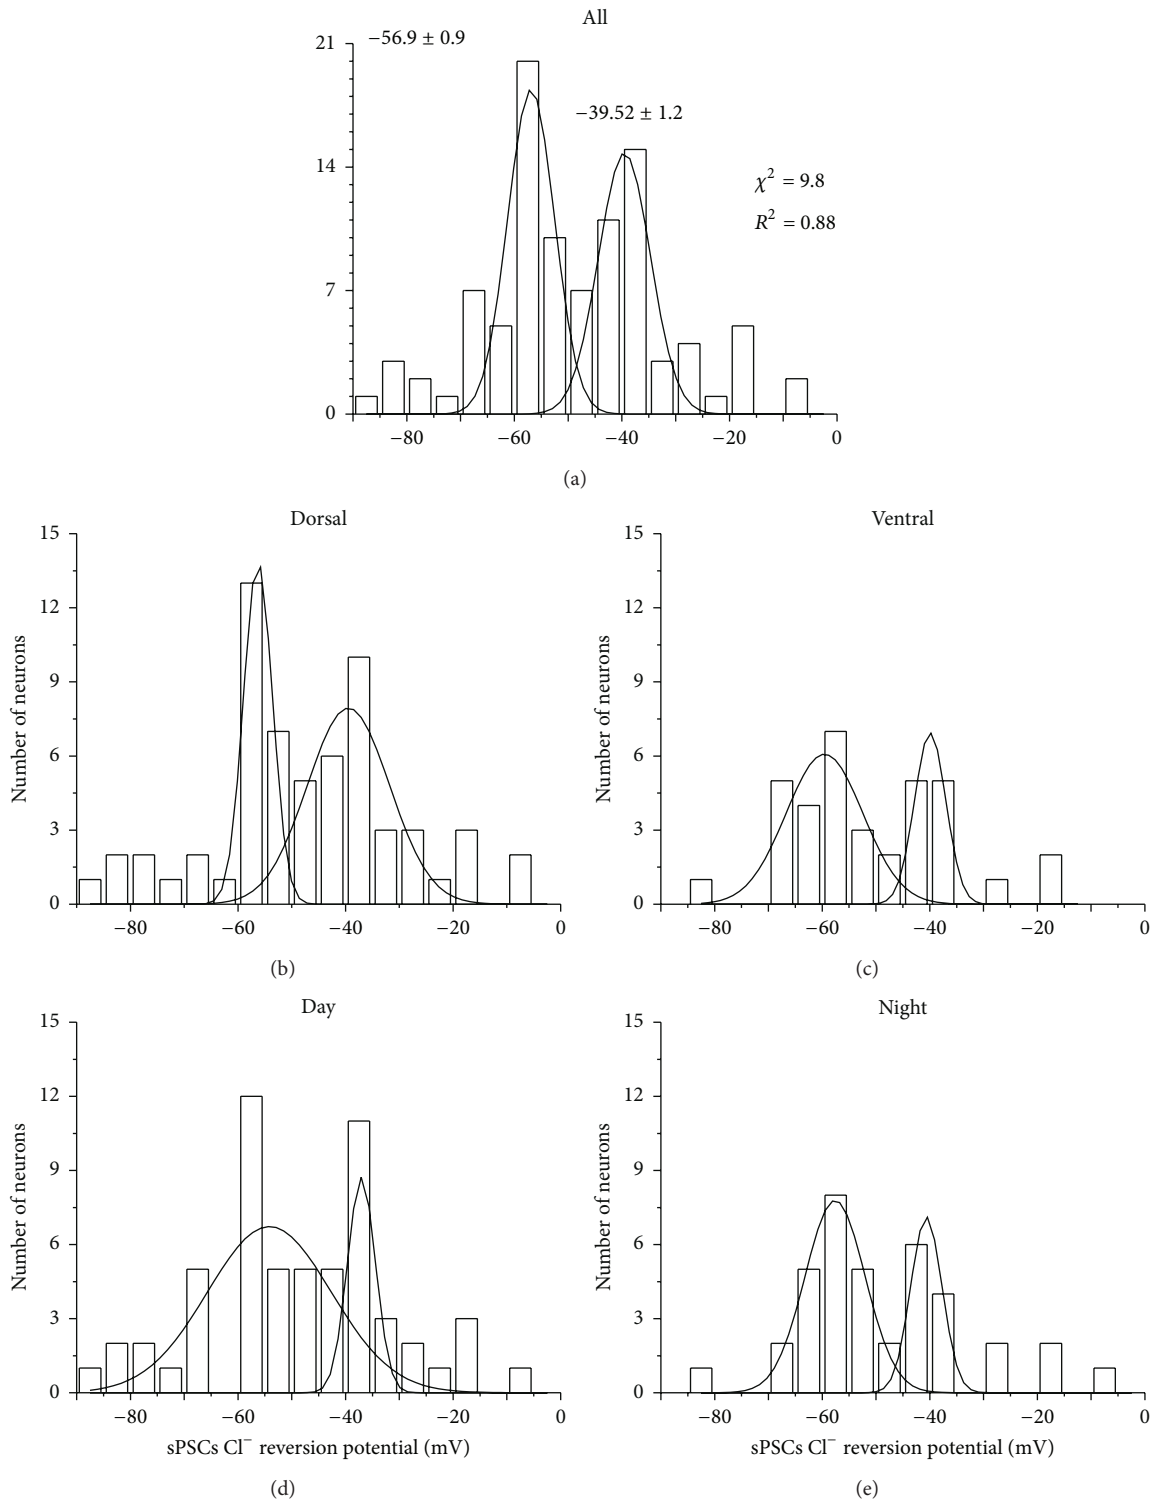 All
−56.9 ± 0.9
−39.52 ± 1.2
χ² = 9.8
R² = 0.88
21
14
7
0
−80 −60 −40 −20 0
(a)
Dorsal
Number of neurons
15
12
9
6
3
0
−80 −60 −40 −20 0
(b)
Ventral
Number of neurons
15
12
9
6
3
0
−80 −60 −40 −20 0
(c)
Day
Number of neurons
15
12
9
6
3
0
−80 −60 −40 −20 0
sPSCs Cl⁻ reversion potential (mV)
(d)
Night
Number of neurons
15
12
9
6
3
0
−80 −60 −40 −20 0
sPSCs Cl⁻ reversion potential (mV)
(e)